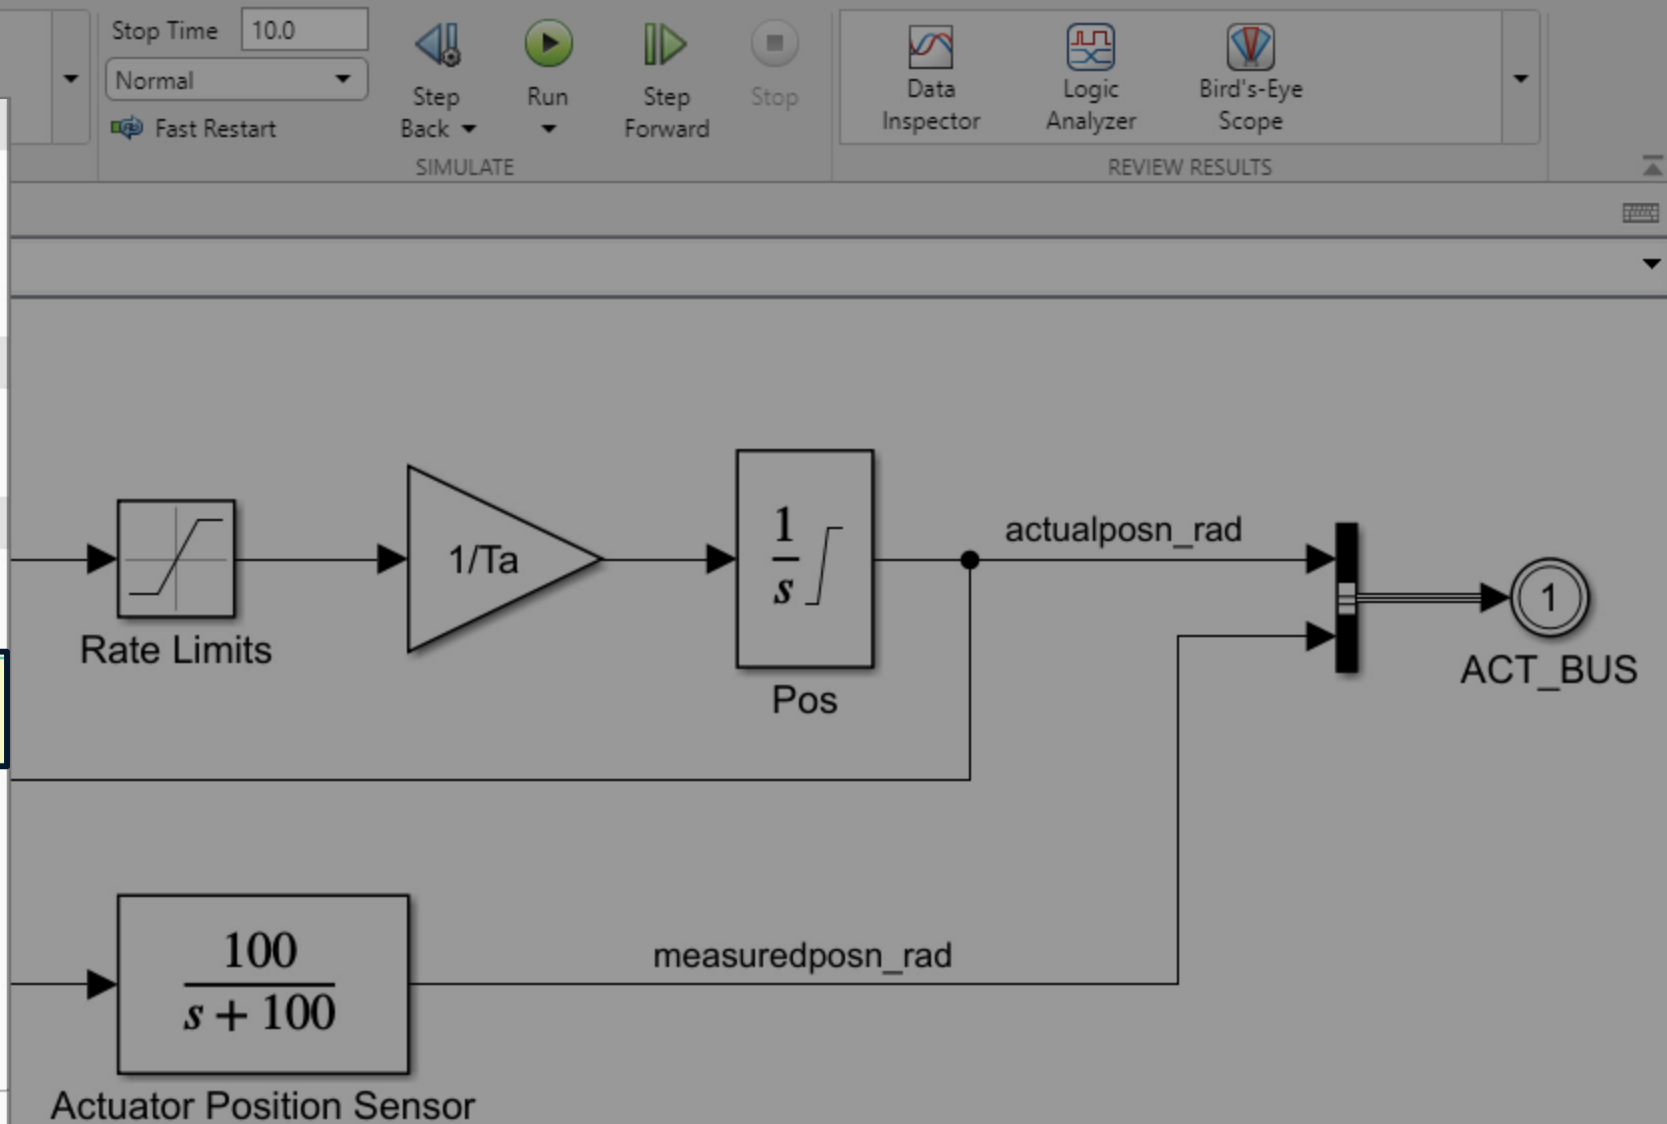 Stop Time 10.0
Normal
Fast Restart
Step
Back
Run
Step
Forward
Stop
SIMULATE
Data
Inspector
Logic
Analyzer
Bird's-Eye
Scope
REVIEW RESULTS
Rate Limits
1/Ta
1
s
Pos
actualposn_rad
1
ACT_BUS
100
s + 100
Actuator Position Sensor
measuredposn_rad